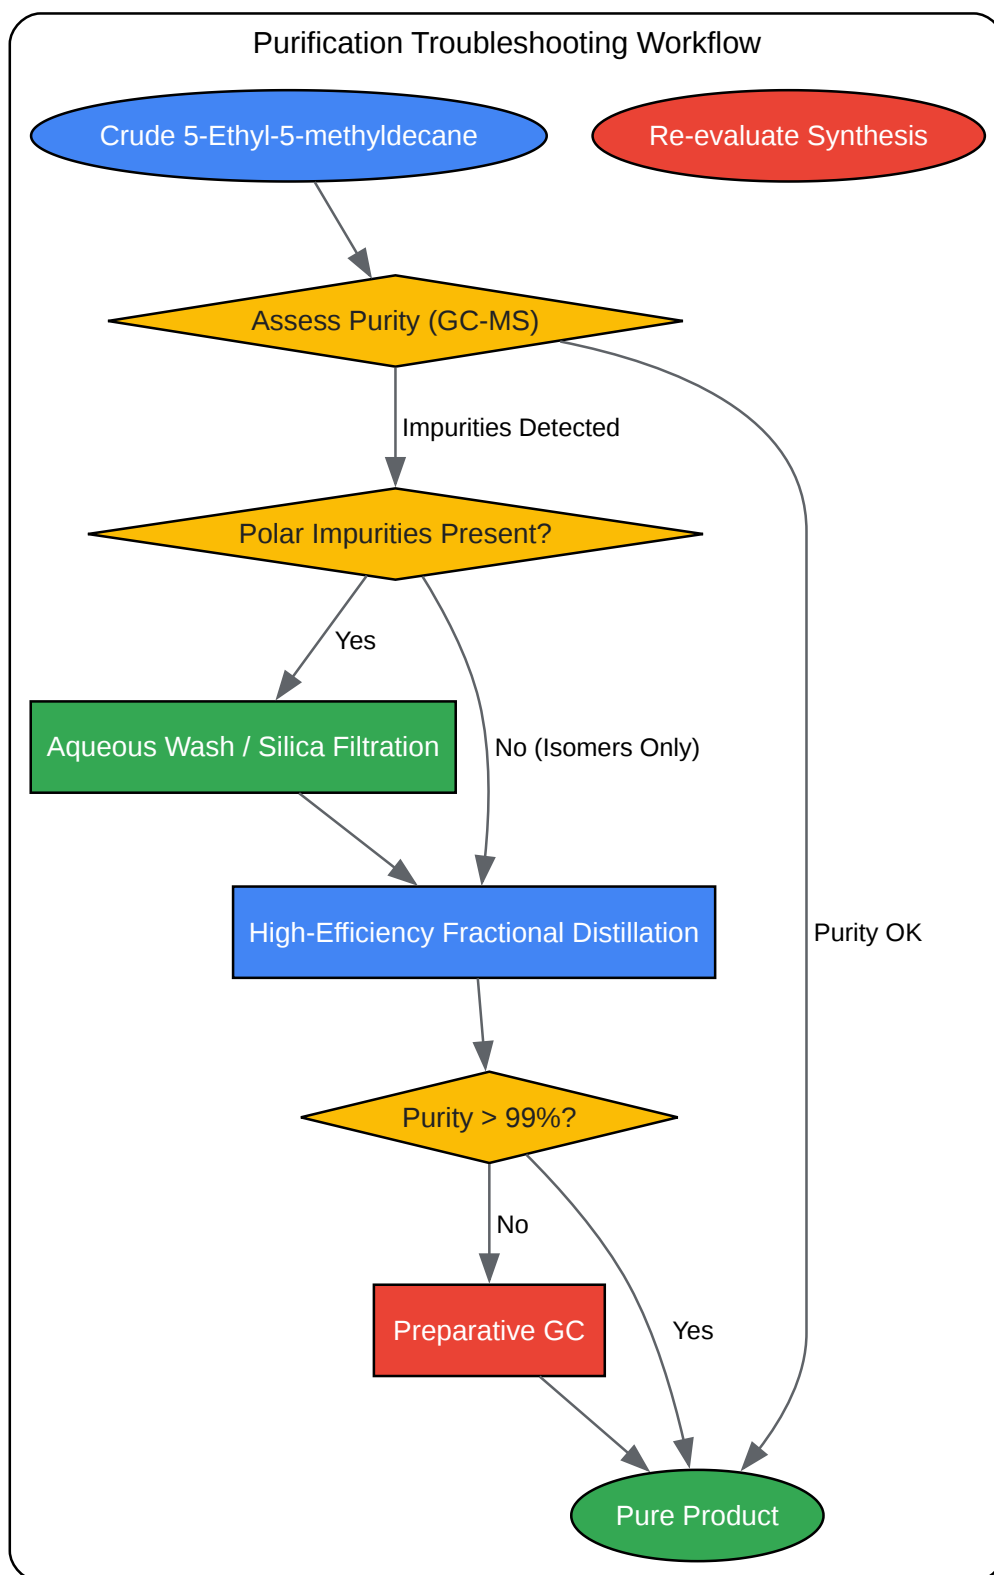 Purification Troubleshooting Workflow
Crude 5-Ethyl-5-methyldecane
Re-evaluate Synthesis
Assess Purity (GC-MS)
Impurities Detected
Polar Impurities Present?
Yes
Aqueous Wash / Silica Filtration
No (Isomers Only)
High-Efficiency Fractional Distillation
Purity OK
Purity > 99%?
No
Preparative GC
Yes
Pure Product